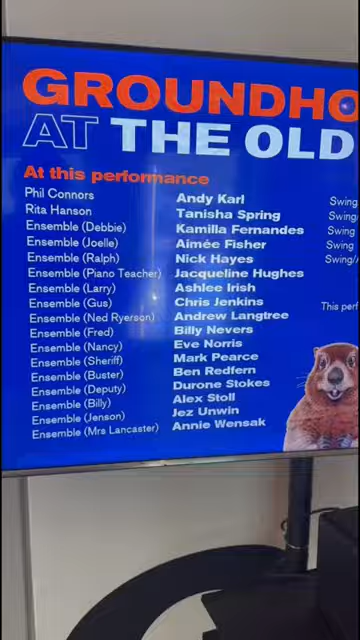 GROUNDHO
AT THE OLD
At this performance
Phil Connors Andy Karl Swing
Rita Hanson Tanisha Spring Swing
Ensemble (Debbie) Kamilla Fernandes Swing
Ensemble (Joelle) Aimée Fisher Swing
Ensemble (Ralph) Nick Hayes Swing/
Ensemble (Piano Teacher) Jacqueline Hughes
Ensemble (Larry) Ashlee Irish
Ensemble (Gus) Chris Jenkins This perf
Ensemble (Ned Ryerson) Andrew Langtree
Ensemble (Fred) Billy Nevers
Ensemble (Nancy) Eve Norris
Ensemble (Sheriff) Mark Pearce
Ensemble (Buster) Ben Redfern
Ensemble (Deputy) Durone Stokes
Ensemble (Billy) Alex Stoll
Ensemble (Jenson) Jez Unwin
Ensemble (Mrs Lancaster) Annie Wensak